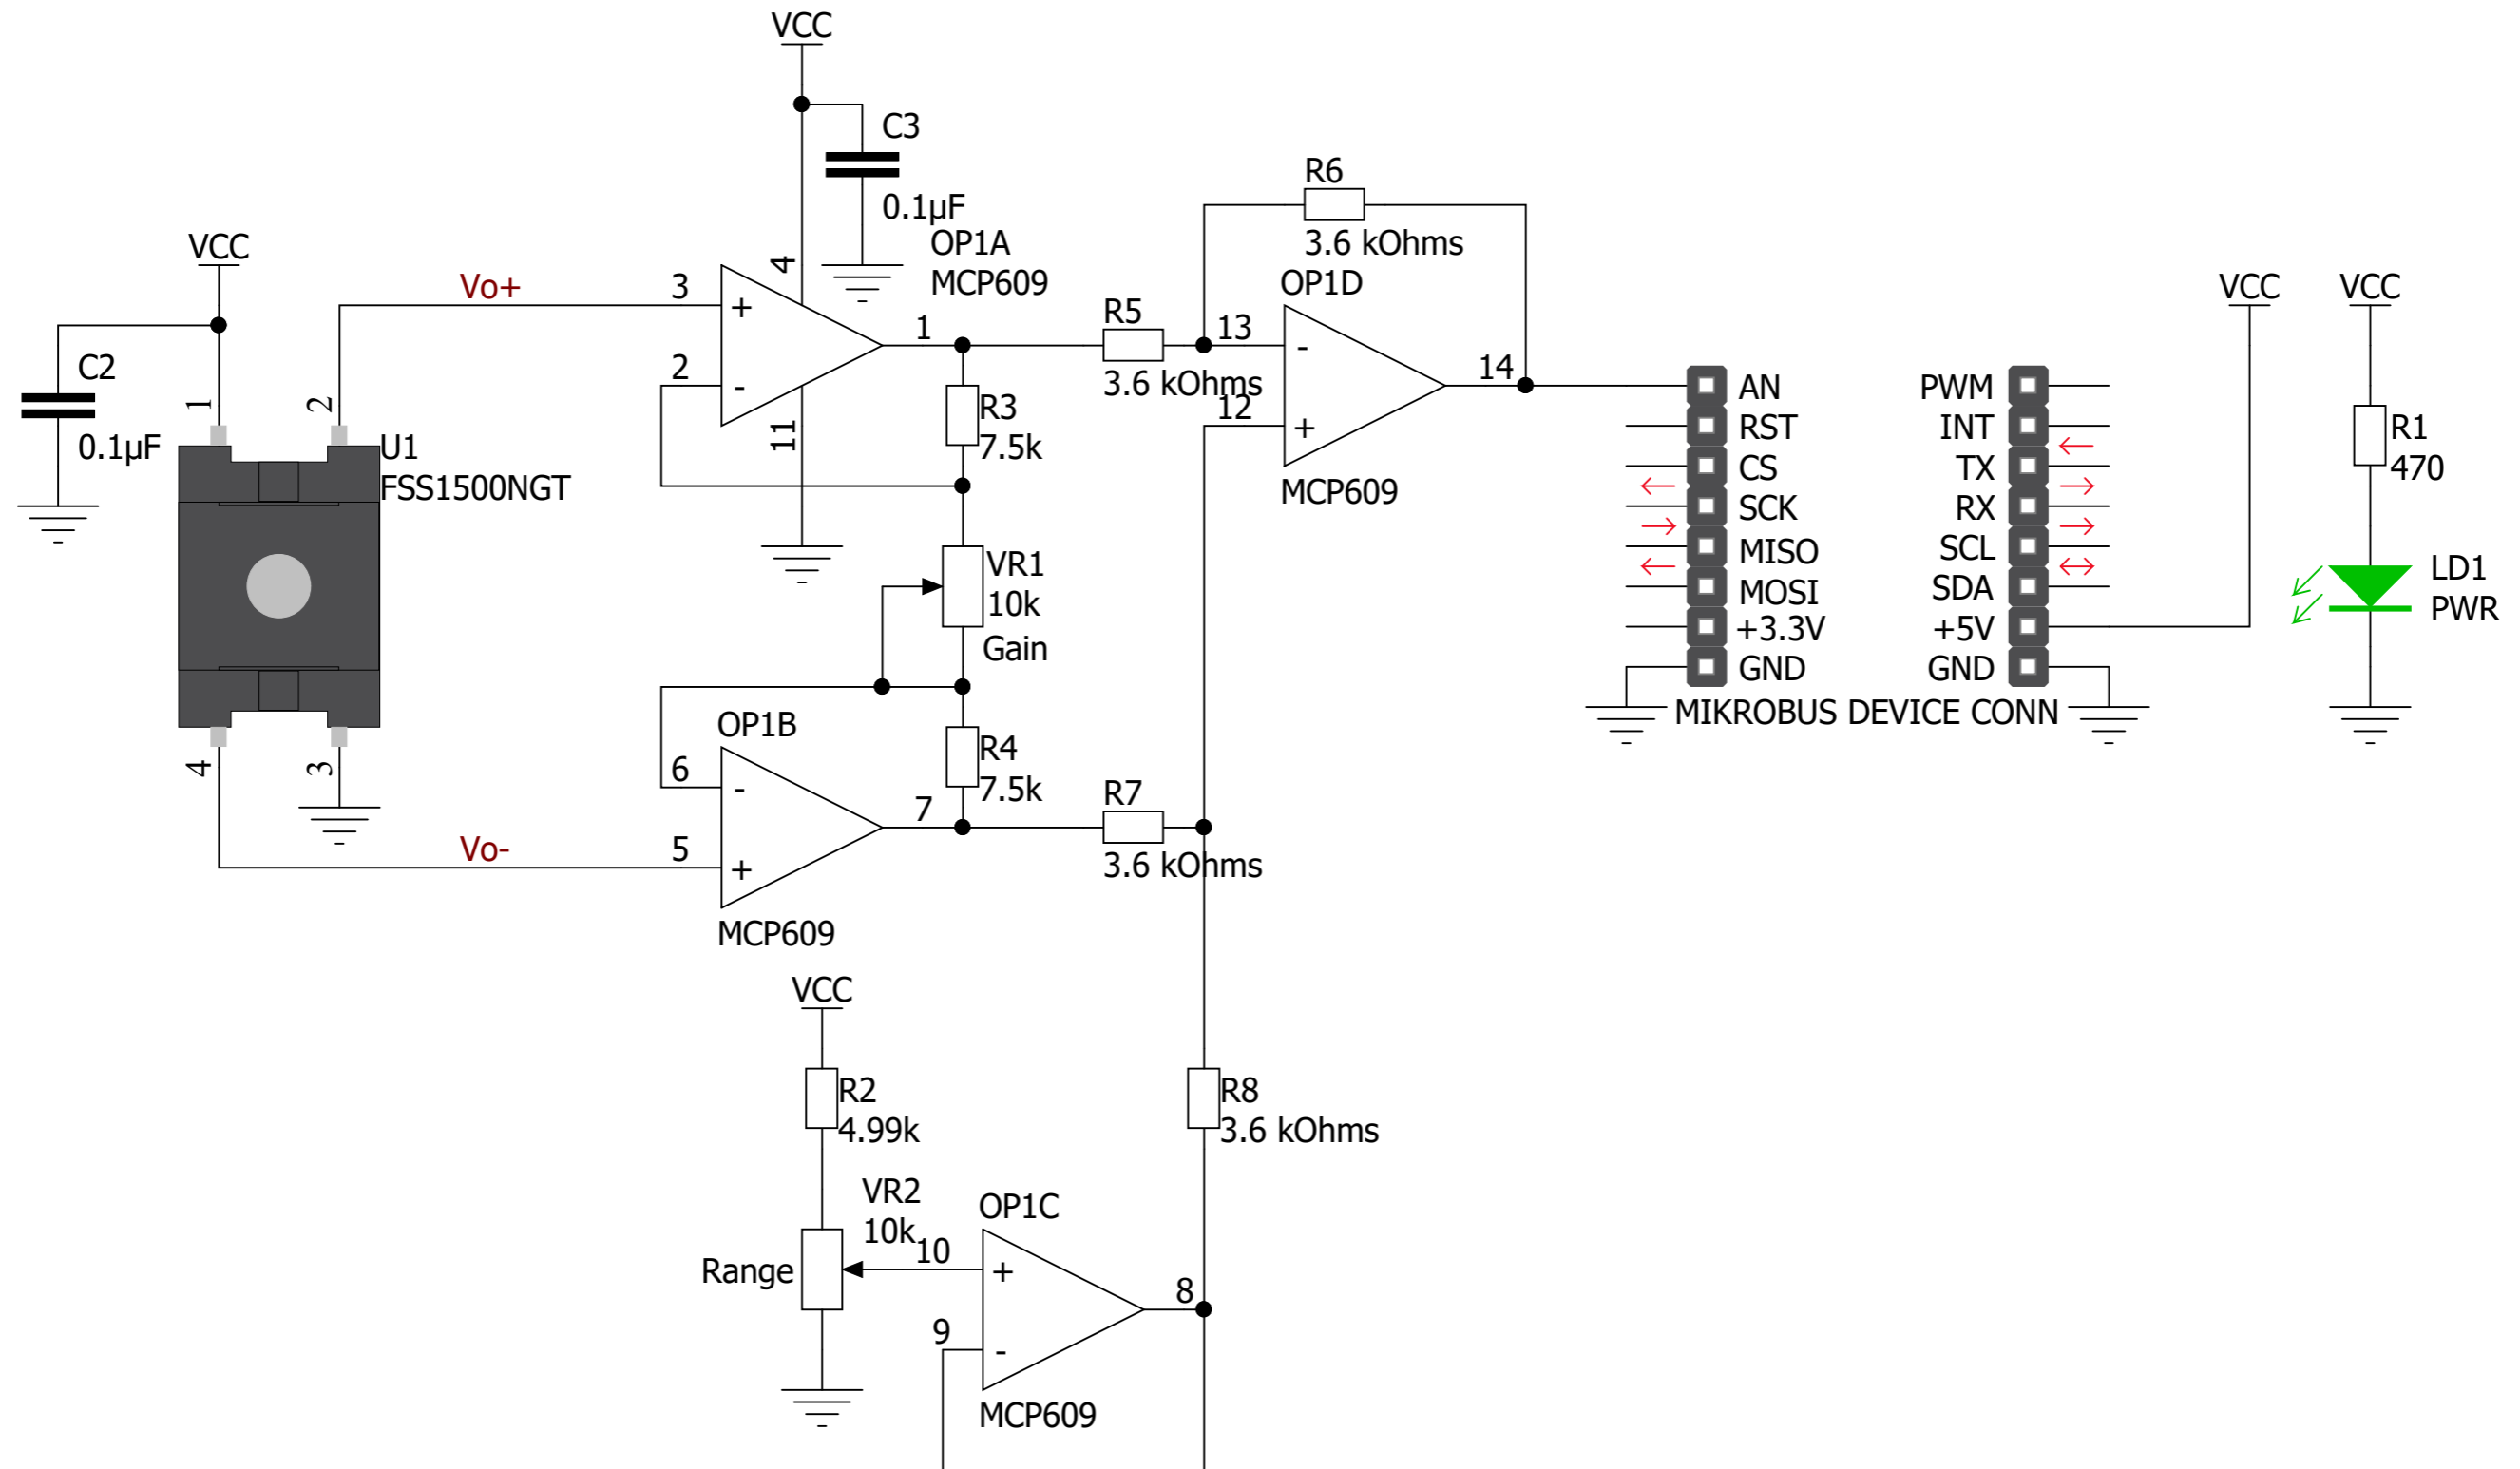 VCC
C3
0.1µF
4
OP1A
MCP609
VCC
Vo+
3
+
2
-
1
11
C2
0.1µF
1
2
U1
FSS1500NGT
4
3
R3
7.5k
VR1
10k
Gain
R5
3.6 kOhms
R6
3.6 kOhms
OP1D
13
-
12
+
14
MCP609
AN
RST
CS
SCK
MISO
MOSI
+3.3V
GND
PWM
INT
TX
RX
SCL
SDA
+5V
GND
MIKROBUS DEVICE CONN
VCC
VCC
R1
470
LD1
PWR
OP1B
6
-
5
+
7
Vo-
MCP609
R4
7.5k
R7
3.6 kOhms
VCC
R2
4.99k
R8
3.6 kOhms
VR2
10k
Range
OP1C
10
+
9
-
8
MCP609